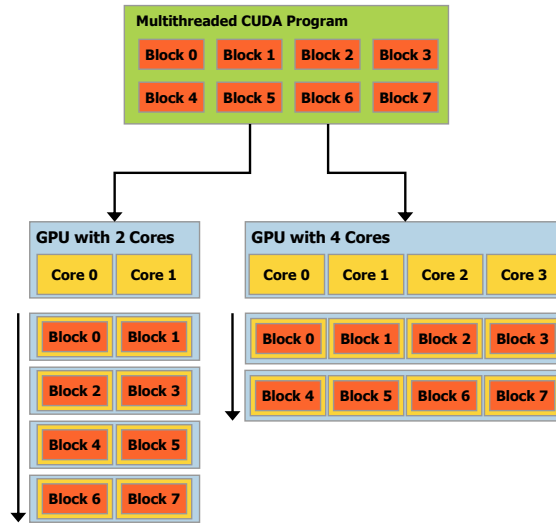 Multithreaded CUDA Program
Block 0 Block 1 Block 2 Block 3
Block 4 Block 5 Block 6 Block 7
GPU with 2 Cores
Core 0 Core 1
Block 0 Block 1
Block 2 Block 3
Block 4 Block 5
Block 6 Block 7
GPU with 4 Cores
Core 0 Core 1 Core 2 Core 3
Block 0 Block 1 Block 2 Block 3
Block 4 Block 5 Block 6 Block 7